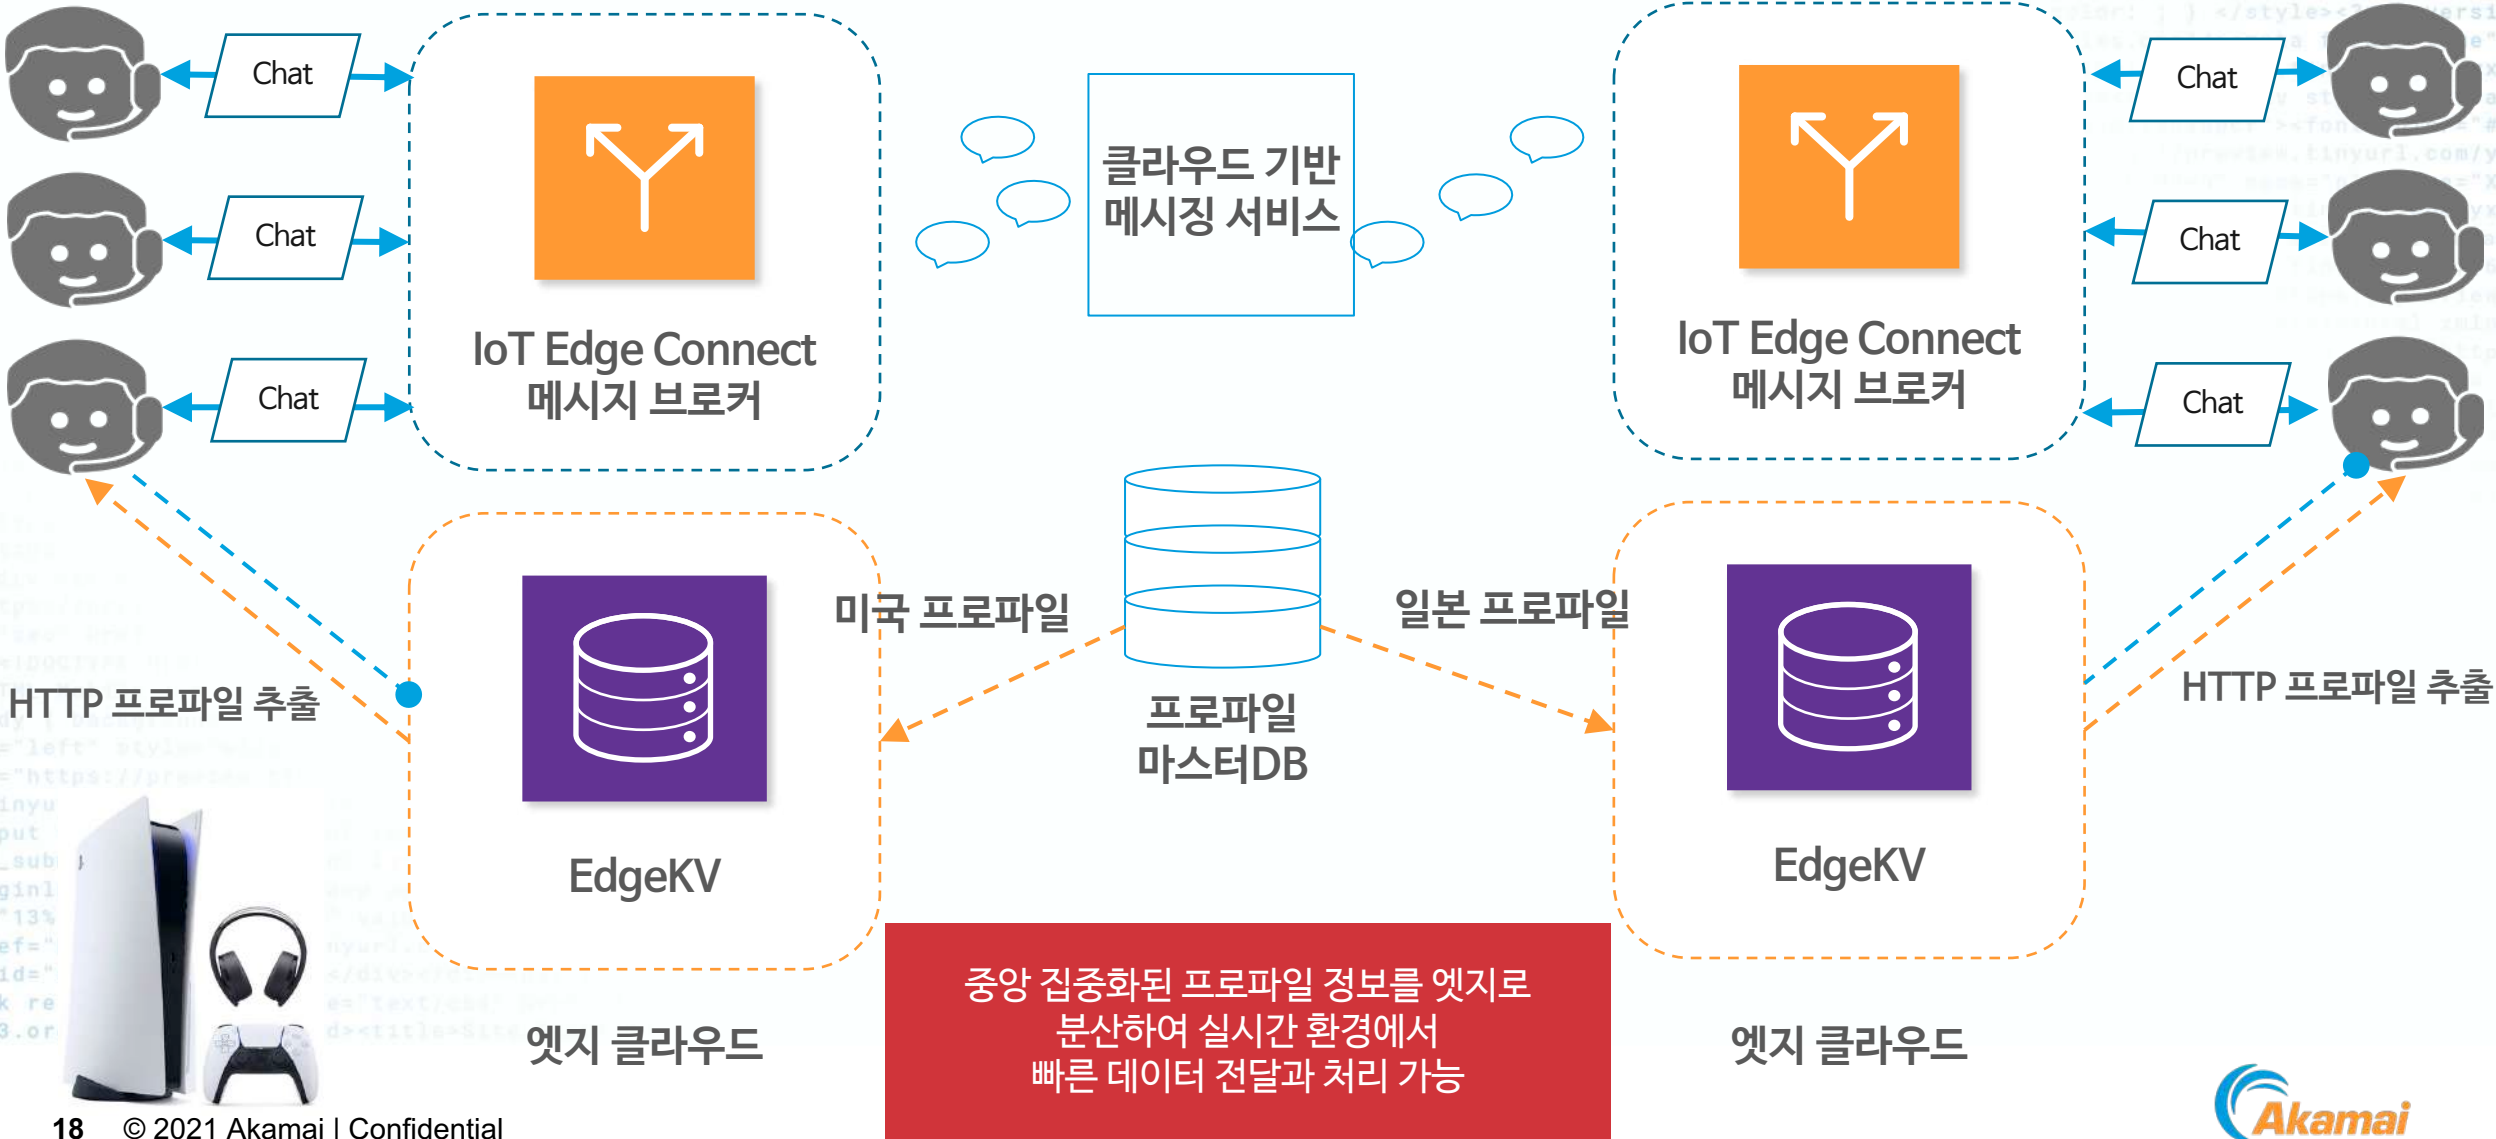 Chat
Chat
Chat
IoT Edge Connect
메시지 브로커
클라우드 기반
메시징 서비스
IoT Edge Connect
메시지 브로커
Chat
Chat
Chat
HTTP 프로파일 추출
EdgeKV
엣지 클라우드
미국 프로파일
프로파일
마스터DB
일본 프로파일
EdgeKV
엣지 클라우드
HTTP 프로파일 추출
중앙 집중화된 프로파일 정보를 엣지로
분산하여 실시간 환경에서
빠른 데이터 전달과 처리 가능
18 © 2021 Akamai | Confidential
Akamai